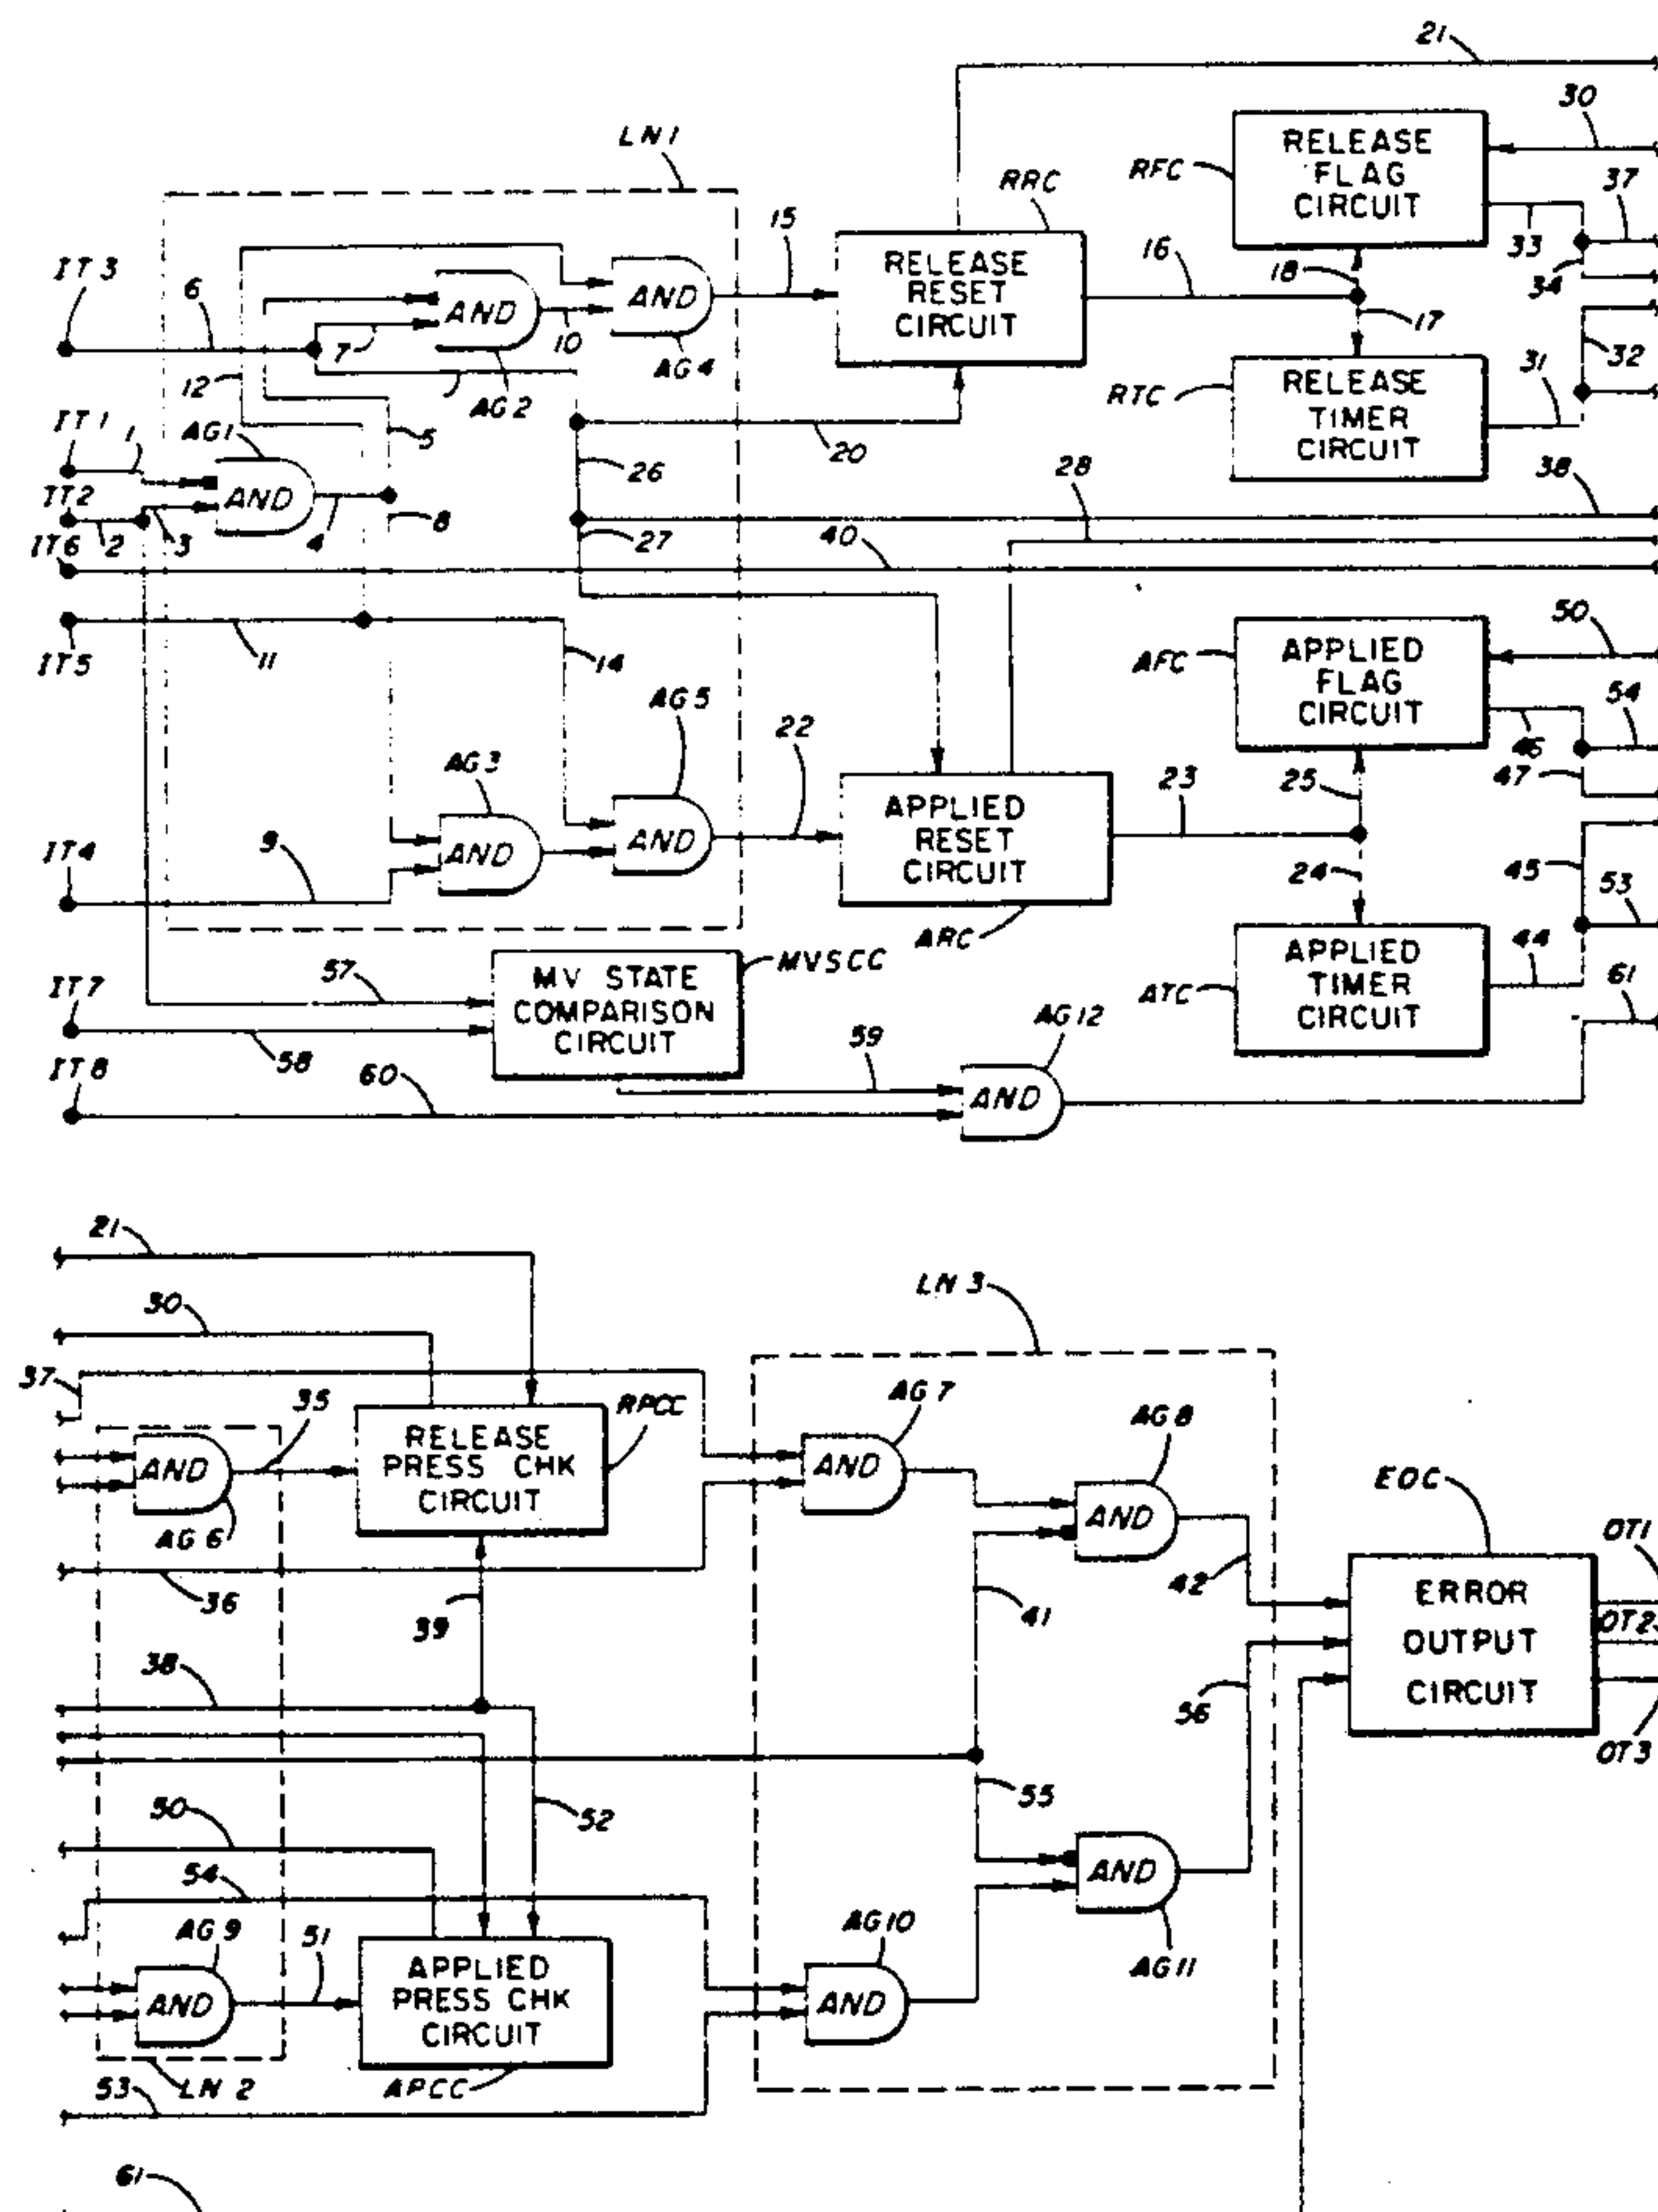 21
30
LN1
RFC
RELEASE
FLAG
CIRCUIT
37
RRC
33
34
15
IT3
6
AND
AND
RELEASE
RESET
CIRCUIT
16
18
17
7
10
AG4
12
AG2
RTC
RELEASE
TIMER
CIRCUIT
31
32
IT1
1
AG1
5
20
26
28
38
IT2
AND
2
3
4
8
27
40
IT6
IT5
11
14
AFC
APPLIED
FLAG
CIRCUIT
50
54
46
47
AG5
22
AG3
AND
AND
APPLIED
RESET
CIRCUIT
23
25
24
IT4
9
45
53
ARC
ATC
APPLIED
TIMER
CIRCUIT
44
61
57
MV STATE
COMPARISON
CIRCUIT
MVSCC
IT7
58
59
AG12
IT8
60
AND
21
30
LN3
37
35
RPCC
AG7
AG8
AND
AG6
RELEASE
PRESS CHK
CIRCUIT
AND
AND
EOC
OT1
36
39
41
42
ERROR
OUTPUT
CIRCUIT
OT2
OT3
38
56
52
55
50
54
AG9
51
AG10
AND
AG11
AND
APPLIED
PRESS CHK
CIRCUIT
AND
53
LN2
APCC
61